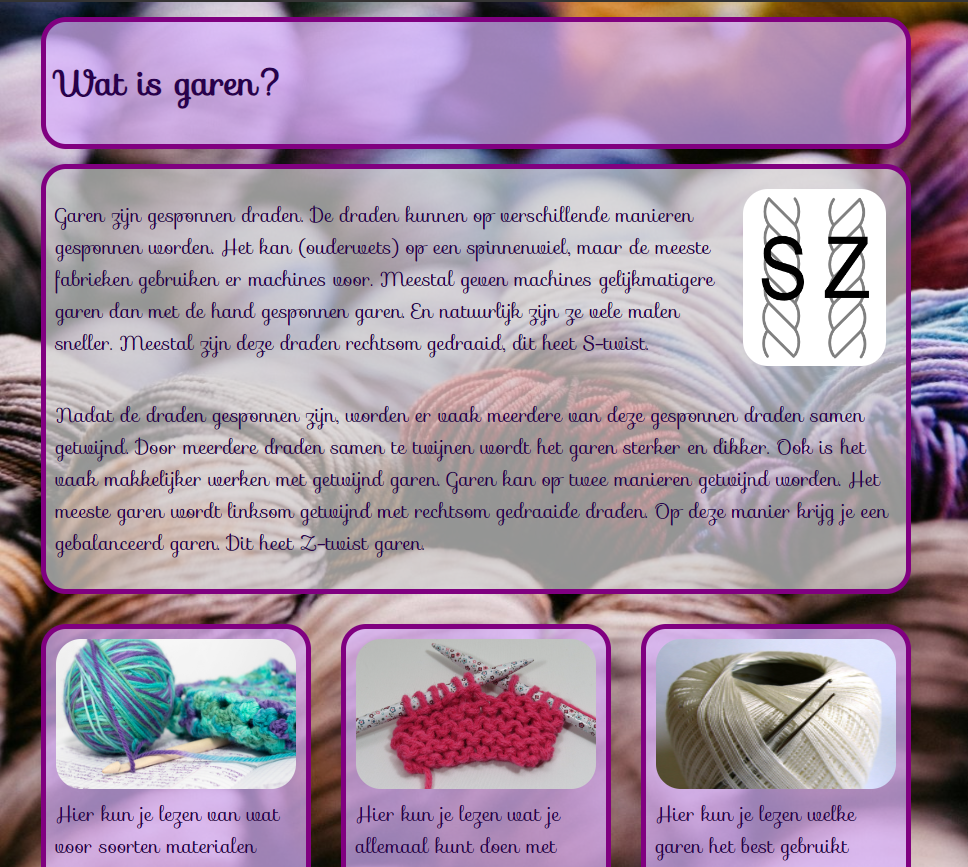 Wat is garen?
Garen zijn gesponnen draden. De draden kunnen op verschillende manieren
gesponnen worden. Het kan (ouderwets) op een spinnenwiel, maar de meeste
fabrieken gebruiken er machines voor. Meestal geven machines gelijkmatigere
garen dan met de hand gesponnen garen. En natuurlijk zijn ze vele malen
sneller. Meestal zijn deze draden rechtsom gedraaid, dit heet S-twist.
S Z
Nadat de draden gesponnen zijn, worden er vaak meerdere van deze gesponnen draden samen
getwijnd. Door meerdere draden samen te twijnen wordt het garen sterker en dikker. Ook is het
vaak makkelijker werken met getwijnd garen. Garen kan op twee manieren getwijnd worden. Het
meeste garen wordt linksom getwijnd met rechtsom gedraaide draden. Op deze manier krijg je een
gebalanceerd garen. Dit heet Z-twist garen.
Hier kun je lezen van wat
voor soorten materialen
Hier kun je lezen wat je
allemaal kunt doen met
Hier kun je lezen welke
garen het best gebruikt